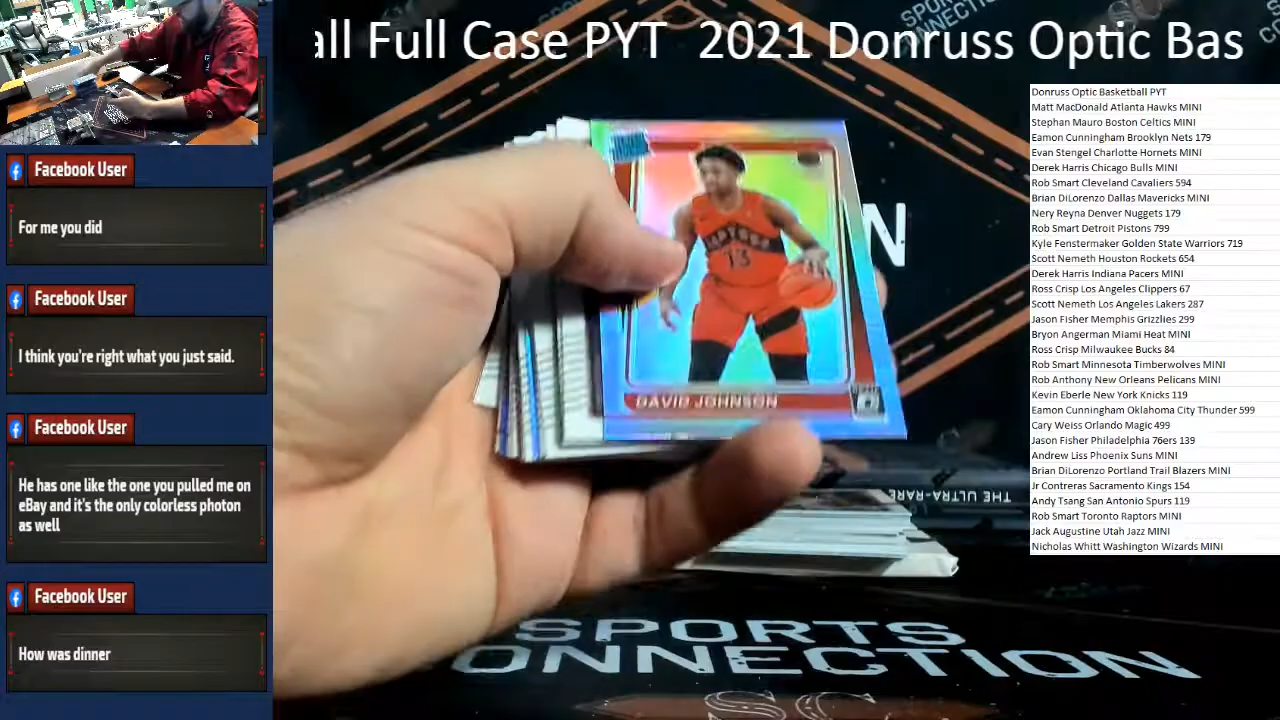 all Full Case PYT 2021 Donruss Optic Bas
Facebook User
For me you did
Facebook User
I think you're right what you just said.
Facebook User
He has one like the one you pulled me on
eBay and it's the only colorless photon
as well
Facebook User
How was dinner
SPORTS
CONNECTION
RAPTORS
13
DAVID JOHNSON
N
THE ULTRA-RARE
SPORTS
CONNECTION
SC
Donruss Optic Basketball PYT
Matt MacDonald Atlanta Hawks MINI
Stephan Mauro Boston Celtics MINI
Eamon Cunningham Brooklyn Nets 179
Evan Stengel Charlotte Hornets MINI
Derek Harris Chicago Bulls MINI
Rob Smart Cleveland Cavaliers 594
Brian DiLorenzo Dallas Mavericks MINI
Nery Reyna Denver Nuggets 179
Rob Smart Detroit Pistons 799
Kyle Fenstermaker Golden State Warriors 719
Scott Nemeth Houston Rockets 654
Derek Harris Indiana Pacers MINI
Ross Crisp Los Angeles Clippers 67
Scott Nemeth Los Angeles Lakers 287
Jason Fisher Memphis Grizzlies 299
Bryon Angerman Miami Heat MINI
Ross Crisp Milwaukee Bucks 84
Rob Smart Minnesota Timberwolves MINI
Rob Anthony New Orleans Pelicans MINI
Kevin Eberle New York Knicks 119
Eamon Cunningham Oklahoma City Thunder 599
Cary Weiss Orlando Magic 499
Jason Fisher Philadelphia 76ers 139
Andrew Liss Phoenix Suns MINI
Brian DiLorenzo Portland Trail Blazers MINI
Jr Contreras Sacramento Kings 154
Andy Tsang San Antonio Spurs 119
Rob Smart Toronto Raptors MINI
Jack Augustine Utah Jazz MINI
Nicholas Whitt Washington Wizards MINI